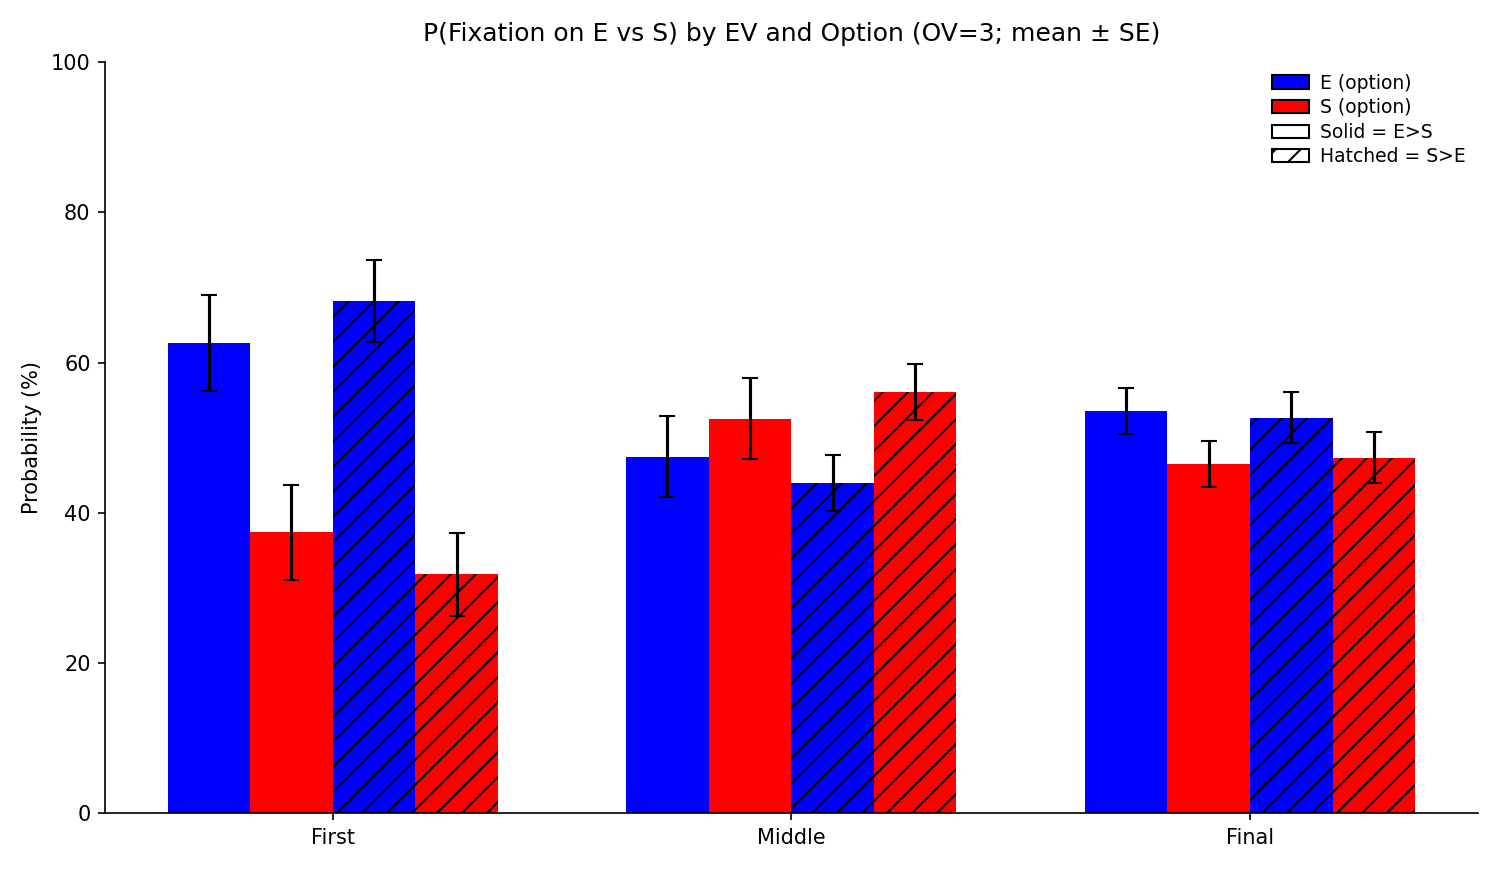 P(Fixation on E vs S) by EV and Option (OV=3; mean ± SE)
E (option)
S (option)
Solid = E>S
Hatched = S>E
Probability (%)
100
80
60
40
20
0
First
Middle
Final